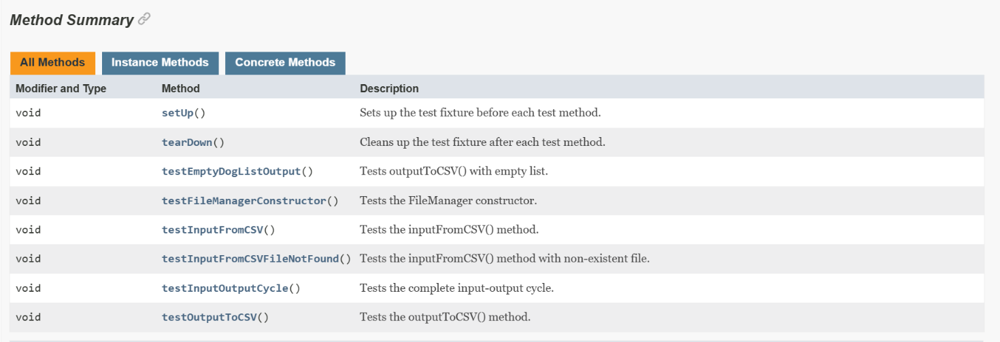 Method Summary
All Methods Instance Methods Concrete Methods
Modifier and Type Method Description
void setUp() Sets up the test fixture before each test method.
void tearDown() Cleans up the test fixture after each test method.
void testEmptyDogListOutput() Tests outputToCSV() with empty list.
void testFileManagerConstructor() Tests the FileManager constructor.
void testInputFromCSV() Tests the inputFromCSV() method.
void testInputFromCSVFileNotFound() Tests the inputFromCSV() method with non-existent file.
void testInputOutputCycle() Tests the complete input-output cycle.
void testOutputToCSV() Tests the outputToCSV() method.